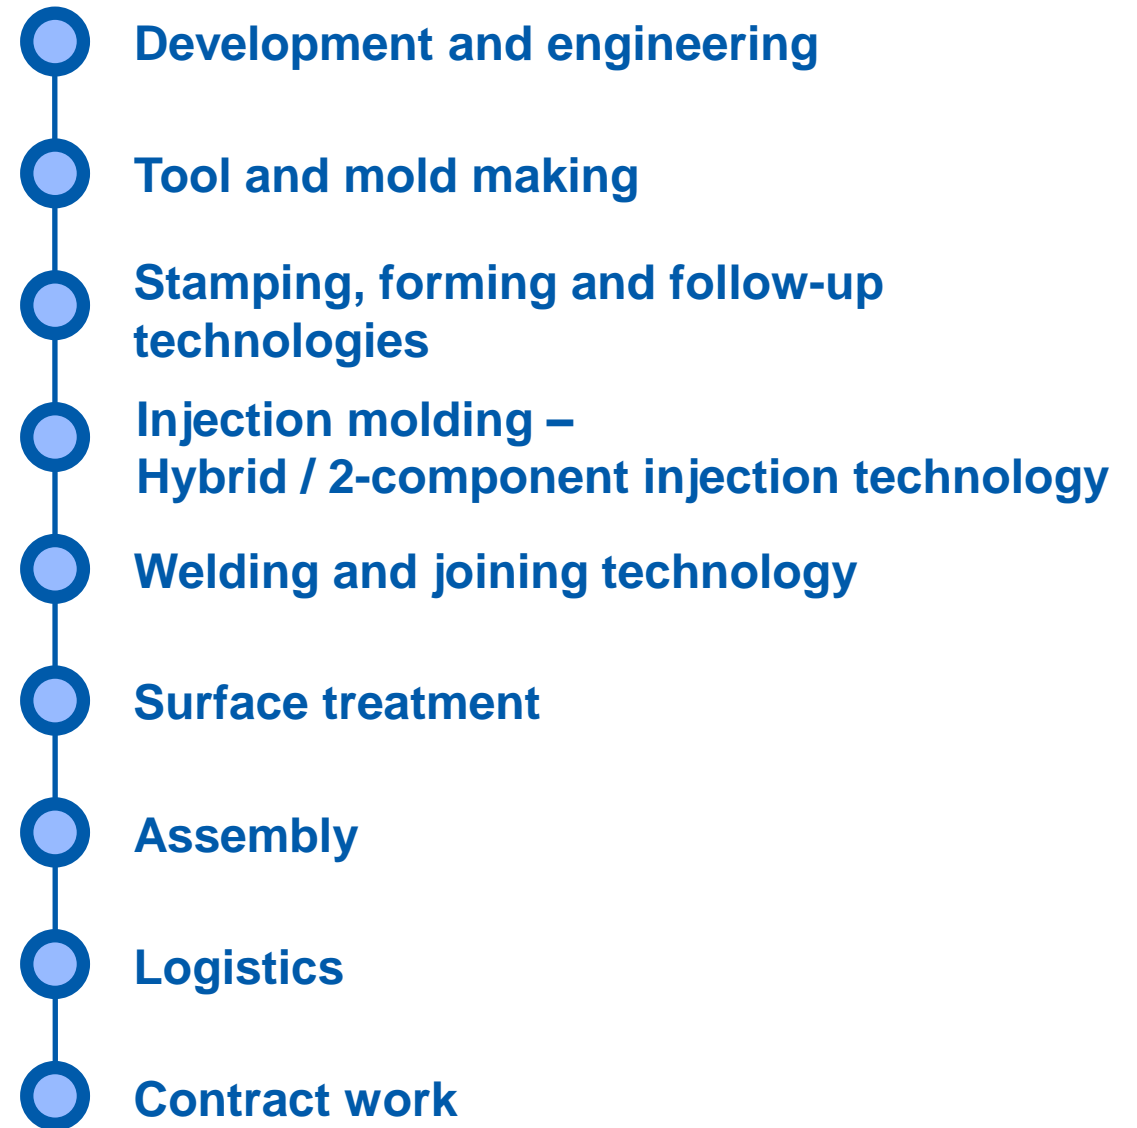 Development and engineering
Tool and mold making
Stamping, forming and follow-up
technologies
Injection molding –
Hybrid / 2-component injection technology
Welding and joining technology
Surface treatment
Assembly
Logistics
Contract work